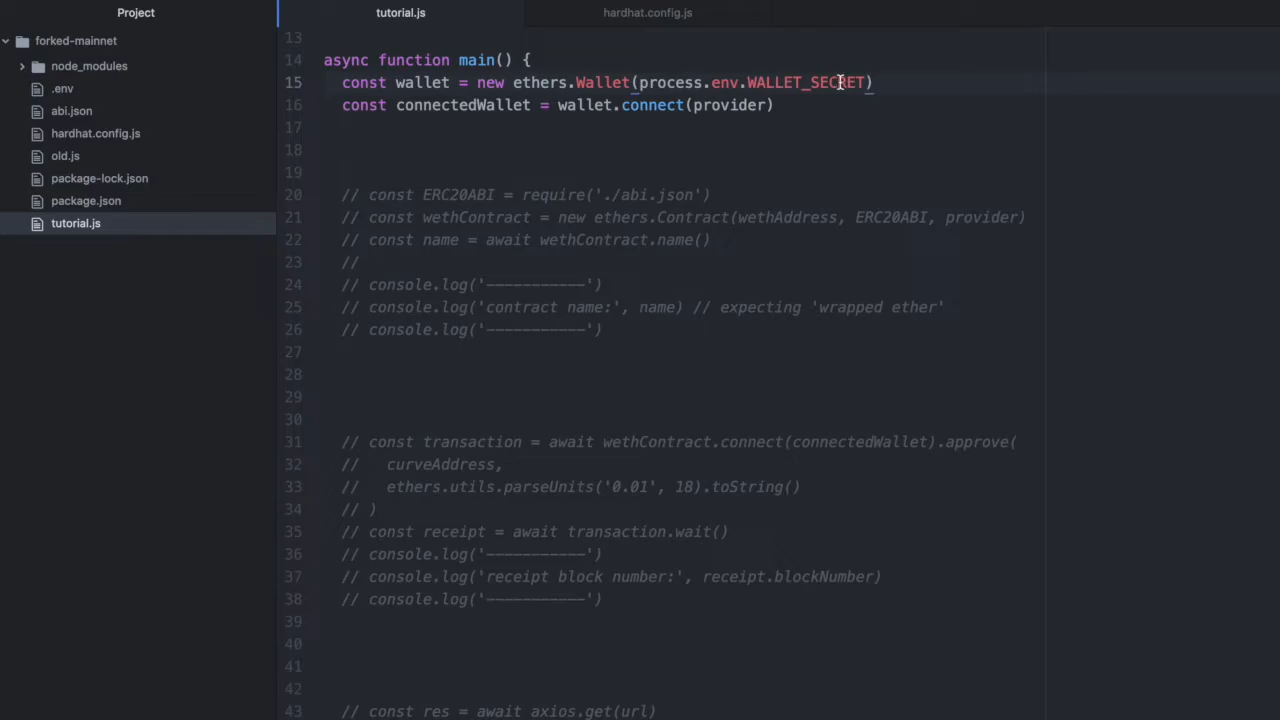 Project
tutorial.js
hardhat.config.js
forked-mainnet
node_modules
.env
abi.json
hardhat.config.js
old.js
package-lock.json
package.json
tutorial.js
13
14 async function main() {
15 const wallet = new ethers.Wallet(process.env.WALLET_SECRET)
16 const connectedWallet = wallet.connect(provider)
17
18
19
20 // const ERC20ABI = require('./abi.json')
21 // const wethContract = new ethers.Contract(wethAddress, ERC20ABI, provider)
22 // const name = await wethContract.name()
23 //
24 // console.log('-----------')
25 // console.log('contract name:', name) // expecting 'wrapped ether'
26 // console.log('-----------')
27
28
29
30
31 // const transaction = await wethContract.connect(connectedWallet).approve(
32 // curveAddress,
33 // ethers.utils.parseUnits('0.01', 18).toString()
34 // )
35 // const receipt = await transaction.wait()
36 // console.log('-----------')
37 // console.log('receipt block number:', receipt.blockNumber)
38 // console.log('-----------')
39
40
41
42
43 // const res = await axios.get(url)